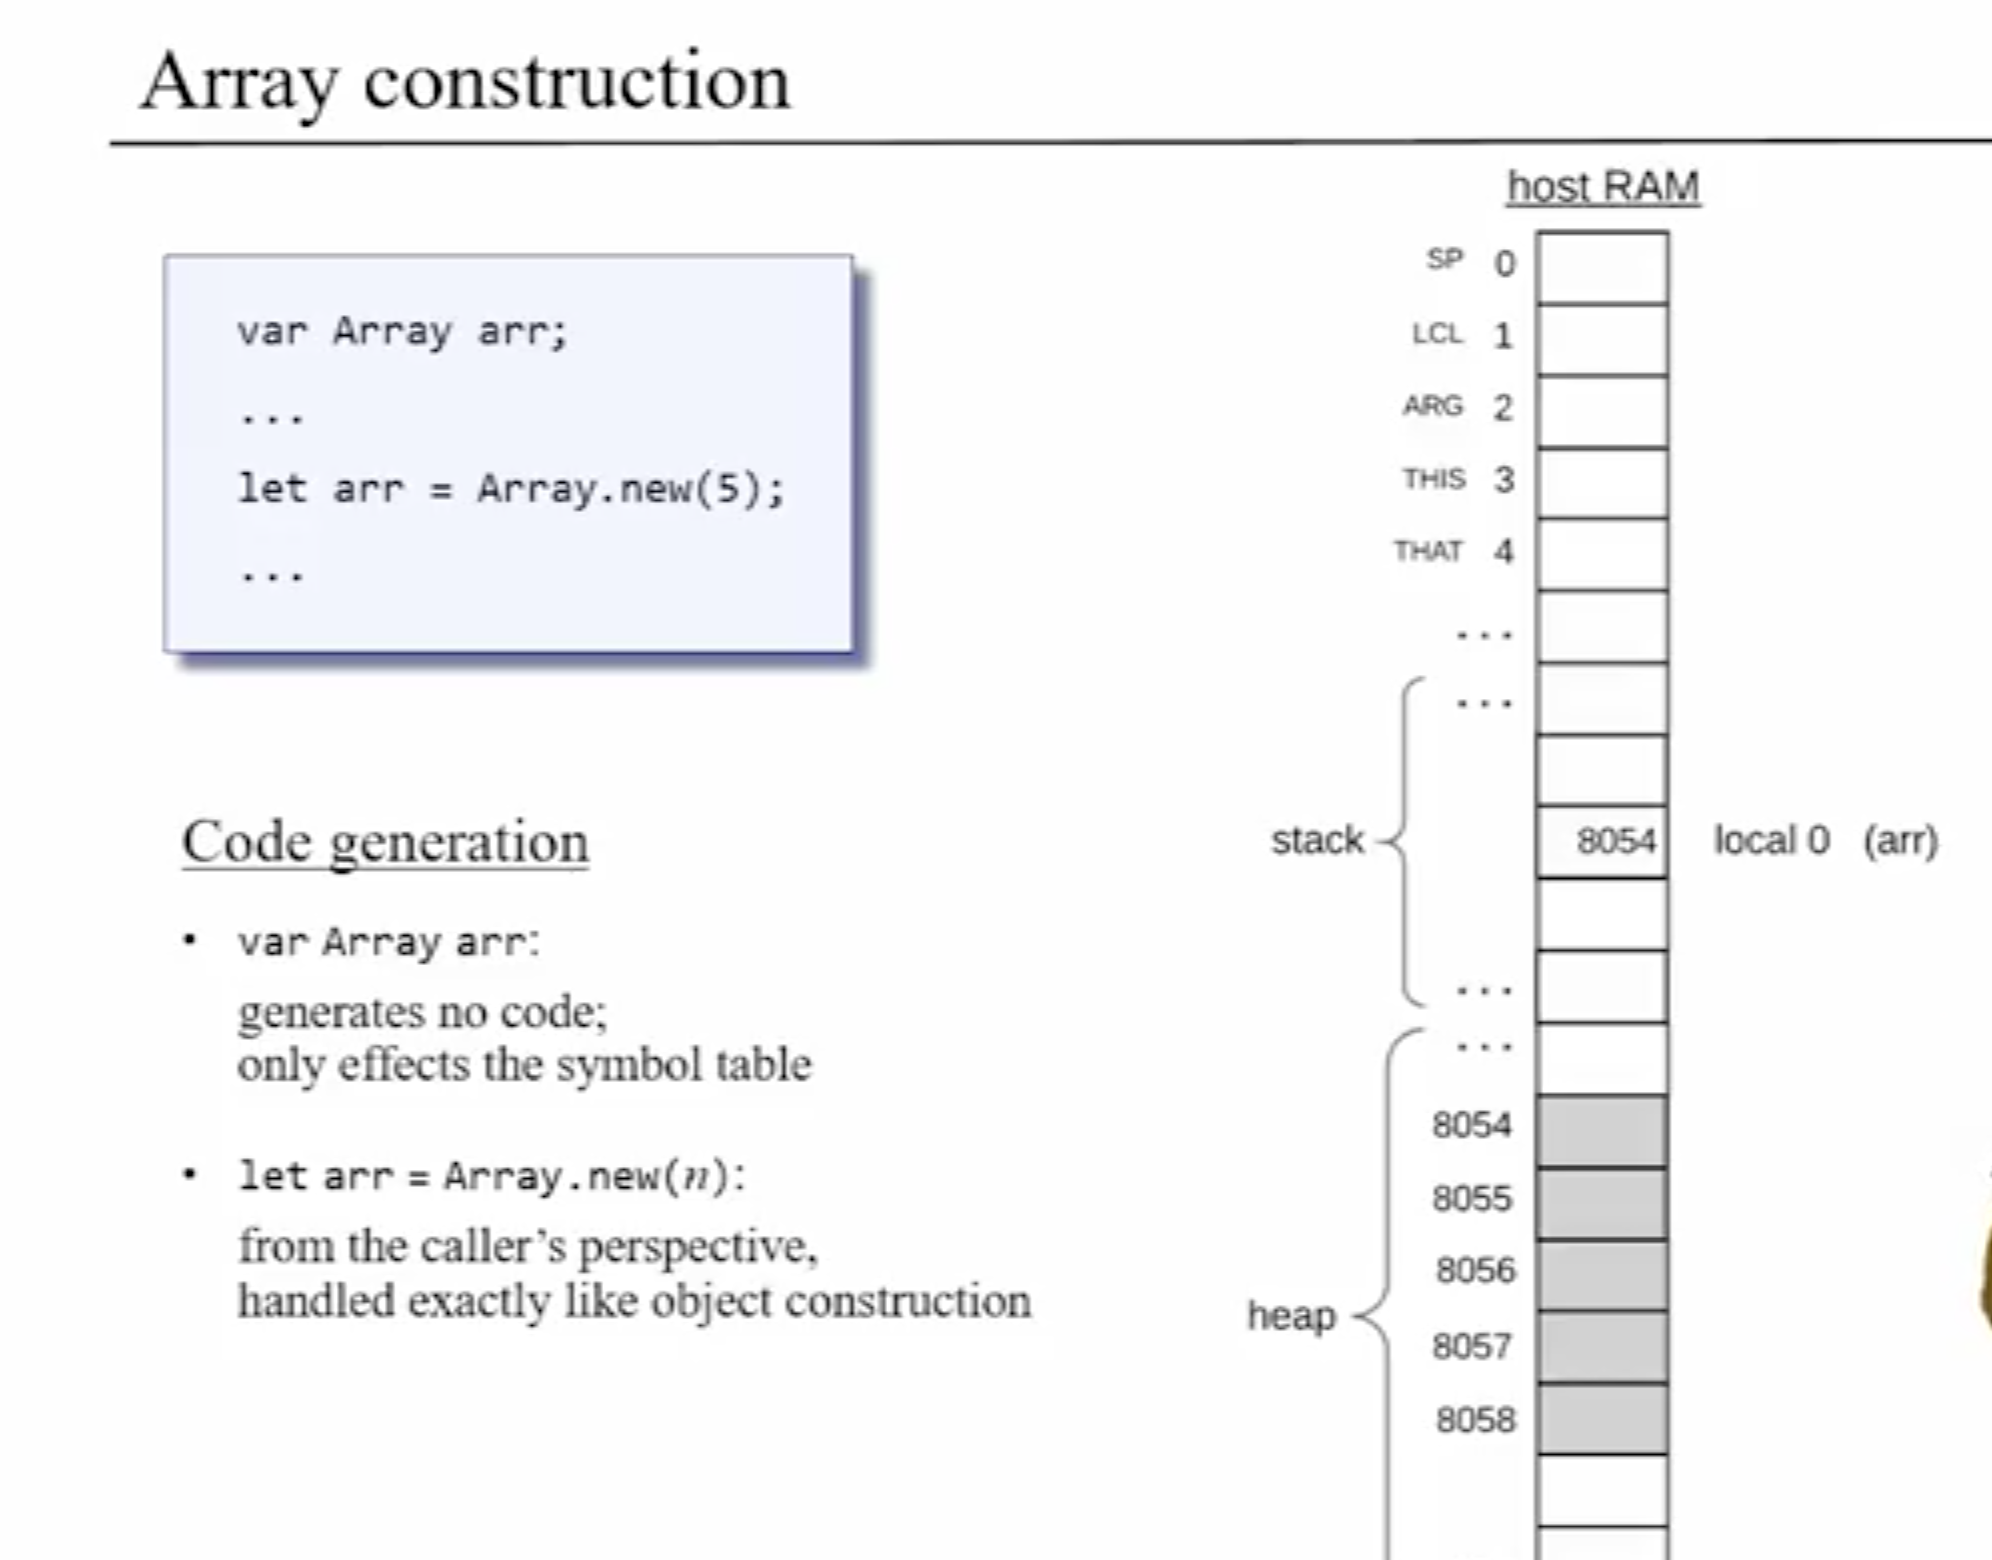 Array construction
var Array arr;
...
let arr = Array.new(5);
...
Code generation
• var Array arr:
generates no code;
only effects the symbol table
• let arr = Array.new(n):
from the caller's perspective,
handled exactly like object construction
host RAM
SP 0
LCL 1
ARG 2
THIS 3
THAT 4
...
...
stack 8054 local 0 (arr)
...
...
8054
8055
8056
heap
8057
8058